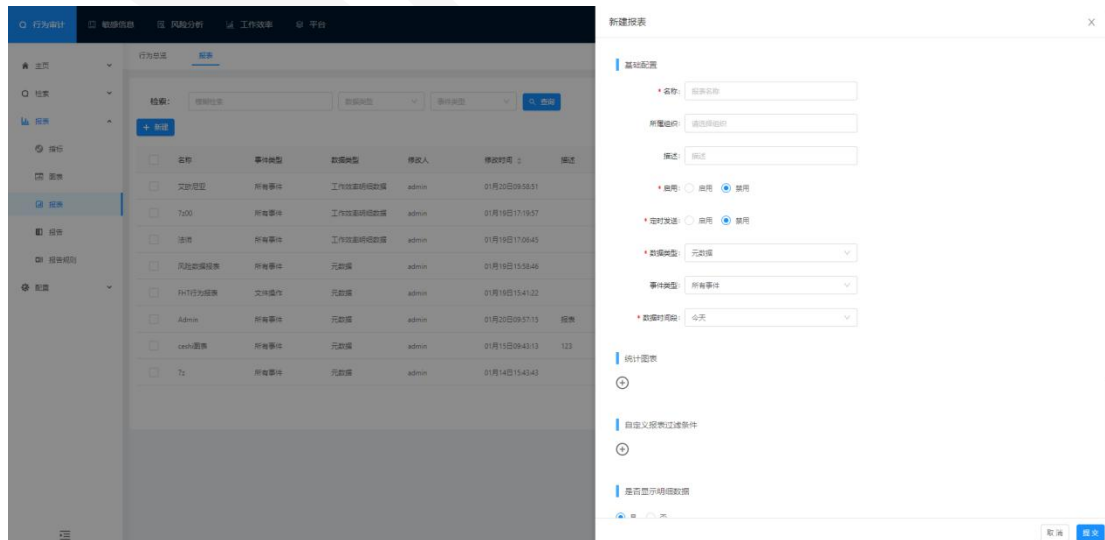 行为审计 敏感信息 风险分析 工作效率 平台
主页
检索
报表
指标
图表
报表
报告
报告规则
配置
行为总览 报表
检索: 模糊检索 数据类型 事件类型 查询
+ 新建
名称 事件类型 数据类型 修改人 修改时间 描述
所有事件 工作效率明细数据 admin 01月20日09:58:51
7z00 所有事件 工作效率明细数据 admin 01月19日17:19:57
所有事件 工作效率明细数据 admin 01月19日17:06:45
风险数据报表 所有事件 元数据 admin 01月19日15:58:46
FHT行为报表 文件操作 元数据 admin 01月19日15:41:22
Admin 所有事件 元数据 admin 01月20日09:57:15 报表
ceshi图表 所有事件 元数据 admin 01月15日09:43:13 123
7z 所有事件 元数据 admin 01月14日15:43:43
新建报表
基础配置
* 名称: 报表名称
所属组织: 请选择组织
描述: 描述
* 启用: 启用 禁用
* 定时发送: 启用 禁用
* 数据类型: 元数据
事件类型: 所有事件
* 数据时间段: 今天
统计图表
自定义报表过滤条件
是否显示明细数据
是 否
取消 提交